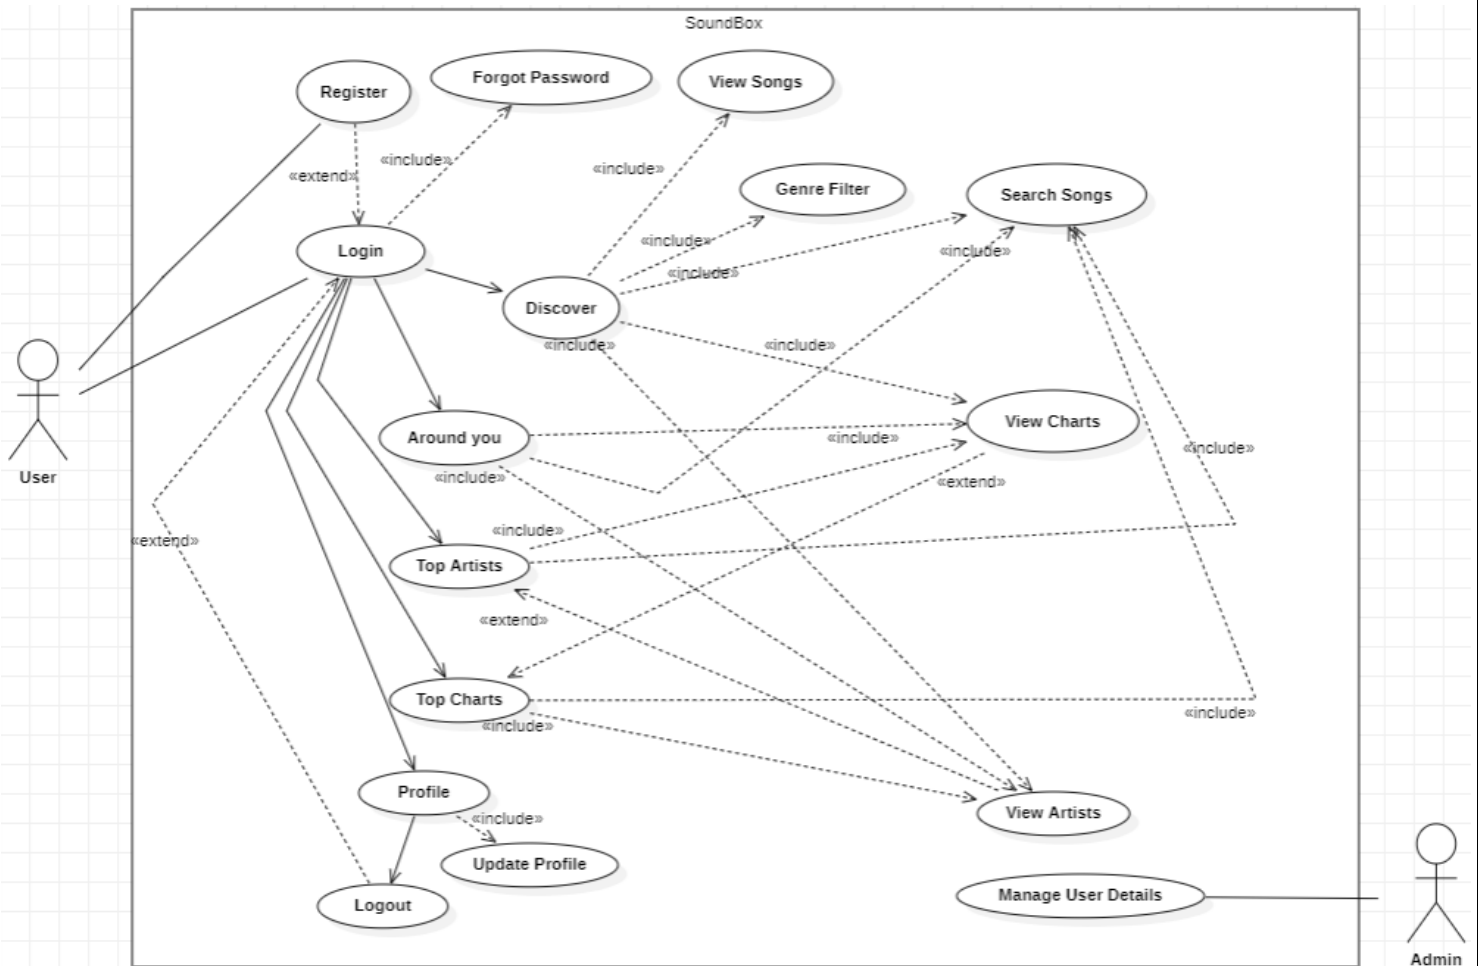 SoundBox
Forgot Password
View Songs
Register
«include»
«include»
«extend»
Genre Filter
Search Songs
«include»
«include»
Login
«include»
Discover
«include»
«include»
View Charts
Around you
«include»
«include»
«include»
User
«extend»
«include»
«extend»
Top Artists
«extend»
Top Charts
«include»
«include»
Profile
View Artists
«include»
Update Profile
Manage User Details
Logout
Admin